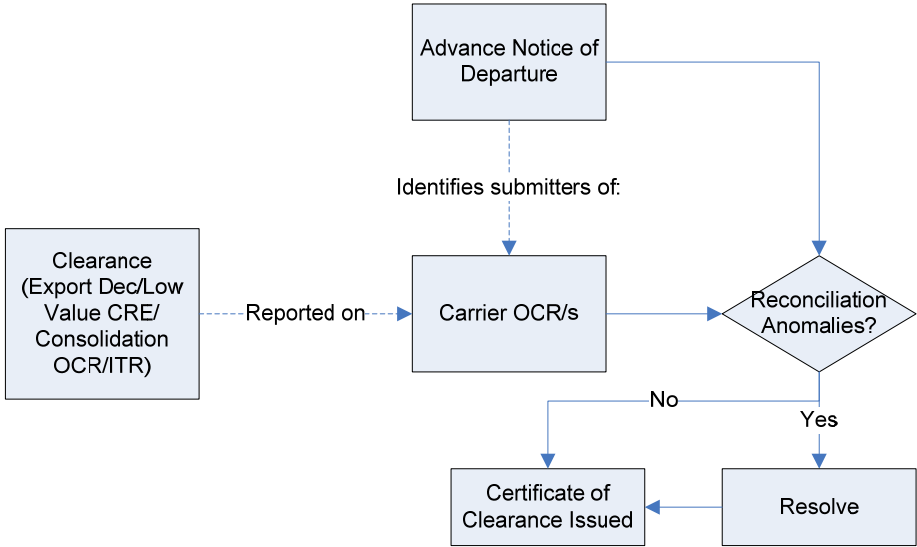 Advance Notice of
Departure
Identifies submitters of:
Clearance
(Export Dec/Low
Value CRE/
Consolidation
OCR/ITR)
Reported on
Carrier OCR/s
Reconciliation
Anomalies?
No
Yes
Certificate of
Clearance Issued
Resolve